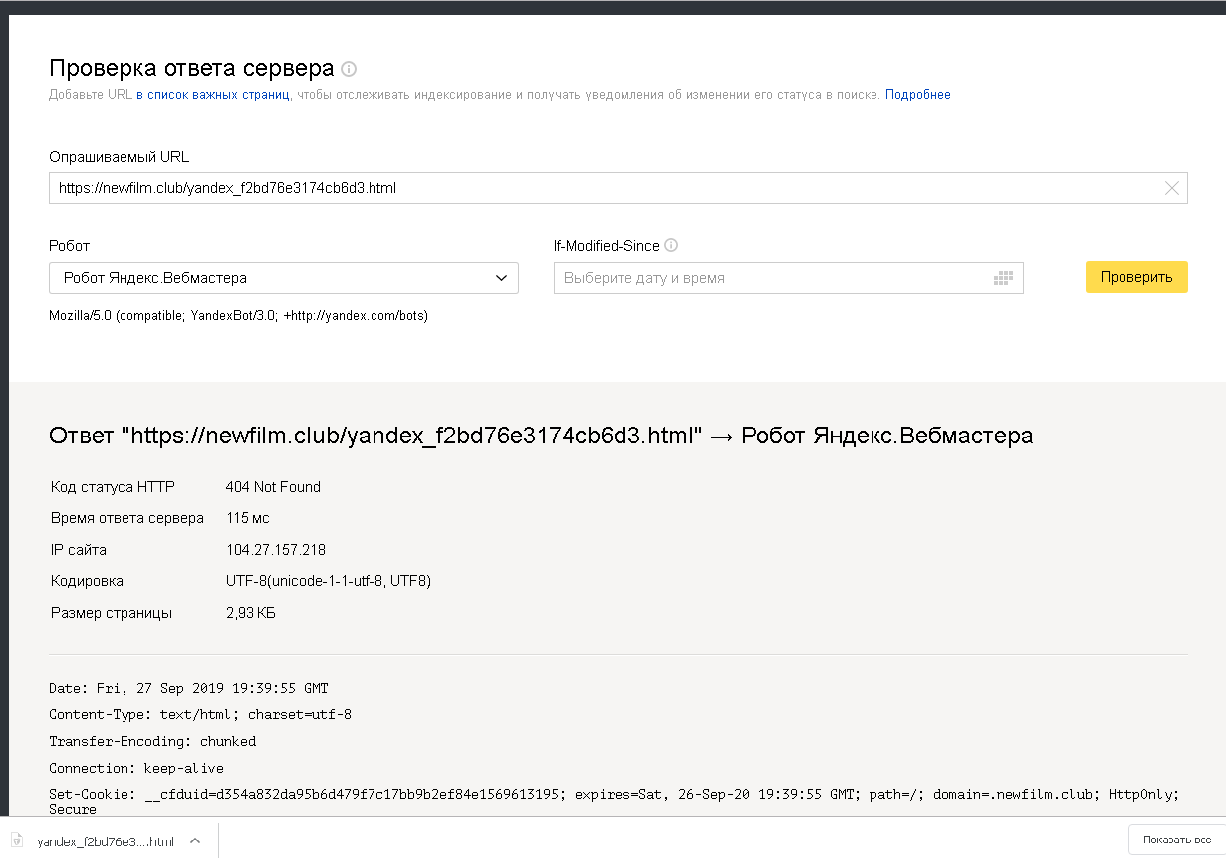 Проверка ответа сервера
Добавьте URL в список важных страниц, чтобы отслеживать индексирование и получать уведомления об изменении его статуса в поиске. Подробнее
Опрашиваемый URL
https://newfilm.club/yandex_f2bd76e3174cb6d3.html
Робот
If-Modified-Since
Робот Яндекс.Вебмастера
Выберите дату и время
Проверить
Mozilla/5.0 (compatible; YandexBot/3.0; +http://yandex.com/bots)
Ответ "https://newfilm.club/yandex_f2bd76e3174cb6d3.html" → Робот Яндекс.Вебмастера
Код статуса HTTP 404 Not Found
Время ответа сервера 115 мс
IP сайта 104.27.157.218
Кодировка UTF-8(unicode-1-1-utf-8, UTF8)
Размер страницы 2,93 КБ
Date: Fri, 27 Sep 2019 19:39:55 GMT
Content-Type: text/html; charset=utf-8
Transfer-Encoding: chunked
Connection: keep-alive
Set-Cookie: __cfduid=d354a832da95b6d479f7c17bb9b2ef84e1569613195; expires=Sat, 26-Sep-20 19:39:55 GMT; path=/; domain=.newfilm.club; HttpOnly;
Secure
yandex_f2bd76e3....html
Показать все